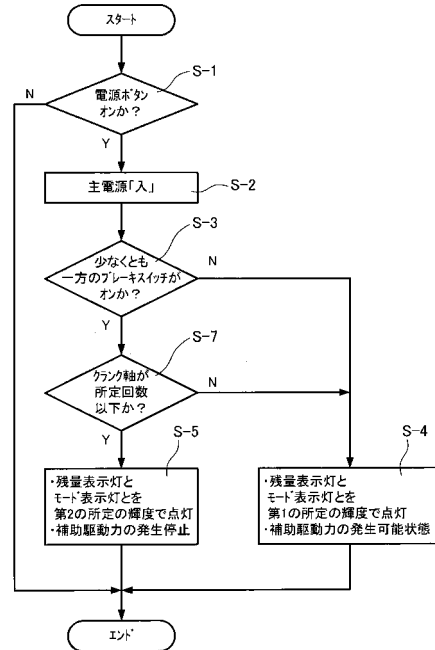 スタート
S-1
電源ボタン
オンか？
N
Y
主電源「入」
S-2
S-3
少なくとも
一方のブレーキスイッチが
オンか？
N
Y
S-7
クランク軸が
所定回数
以下か？
N
Y
S-5
・残量表示灯と
モード表示灯とを
第2の所定の輝度で点灯
・補助駆動力の発生停止
S-4
・残量表示灯と
モード表示灯とを
第1の所定の輝度で点灯
・補助駆動力の発生可能状態
エンド